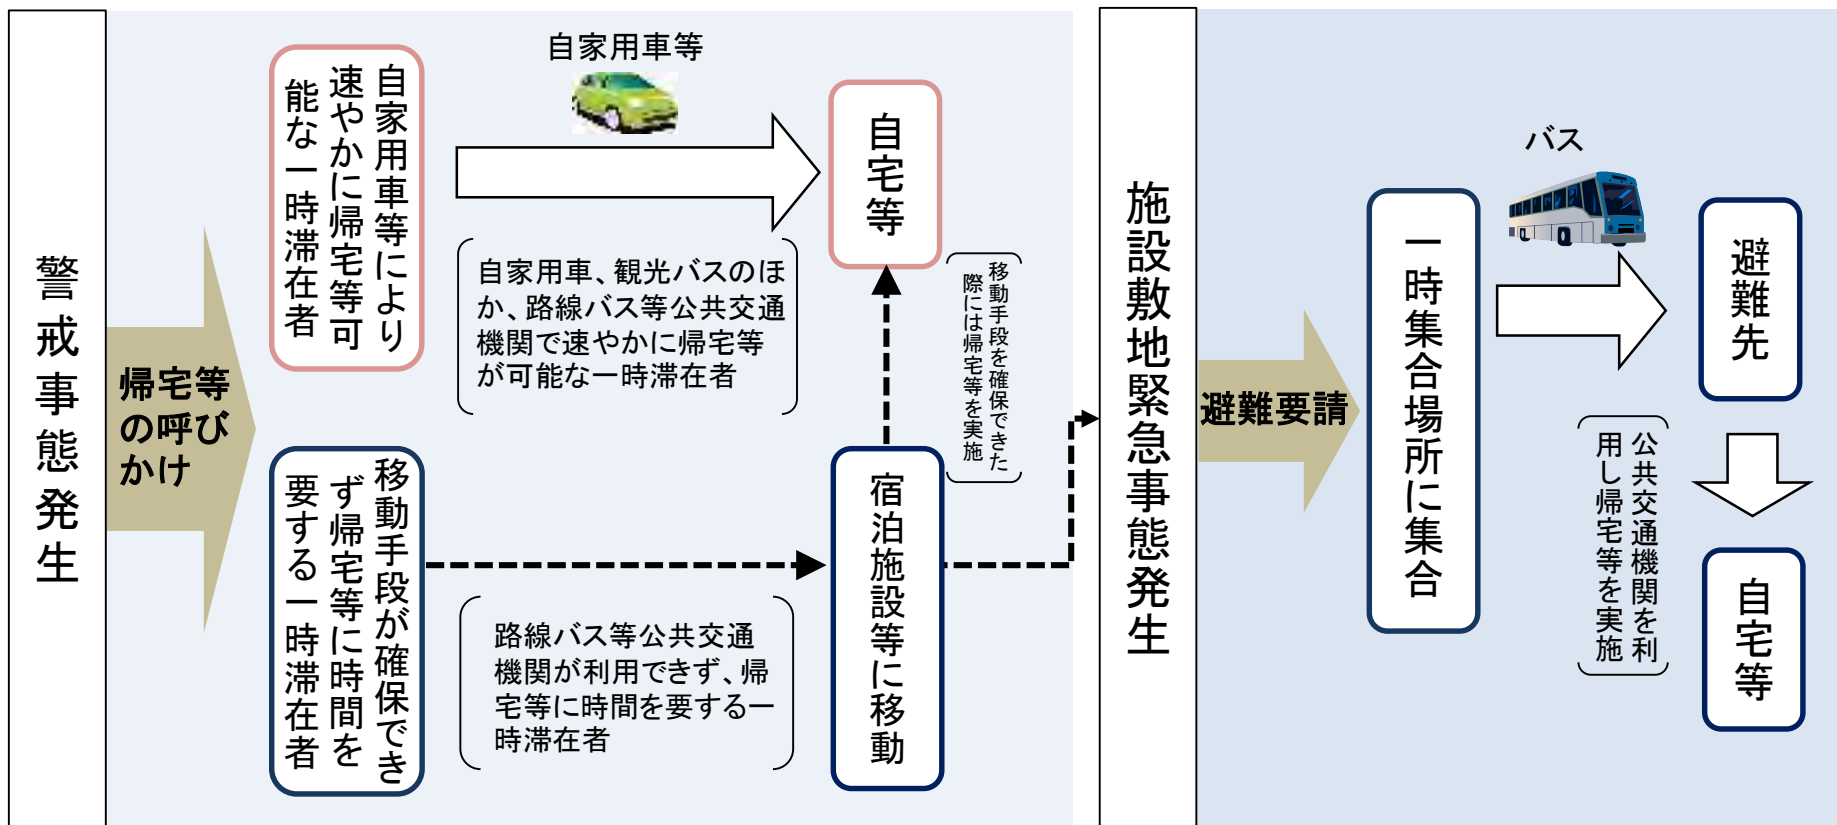 警戒事態発生
帰宅等
の呼び
かけ
自家用車等により
速やかに帰宅等可
能な一時滞在者
自家用車等
自家用車、観光バスのほ
か、路線バス等公共交通
機関で速やかに帰宅等
が可能な一時滞在者
自宅等
移動手段を確保できた
際には帰宅等を実施
移動手段が確保でき
ず帰宅等に時間を
要する一時滞在者
路線バス等公共交通
機関が利用できず、帰
宅等に時間を要する一
時滞在者
宿泊施設等に移動
施設敷地緊急事態発生
避難要請
一時集合場所に集合
バス
避難先
公共交通機関を利
用し帰宅等を実施
自宅等